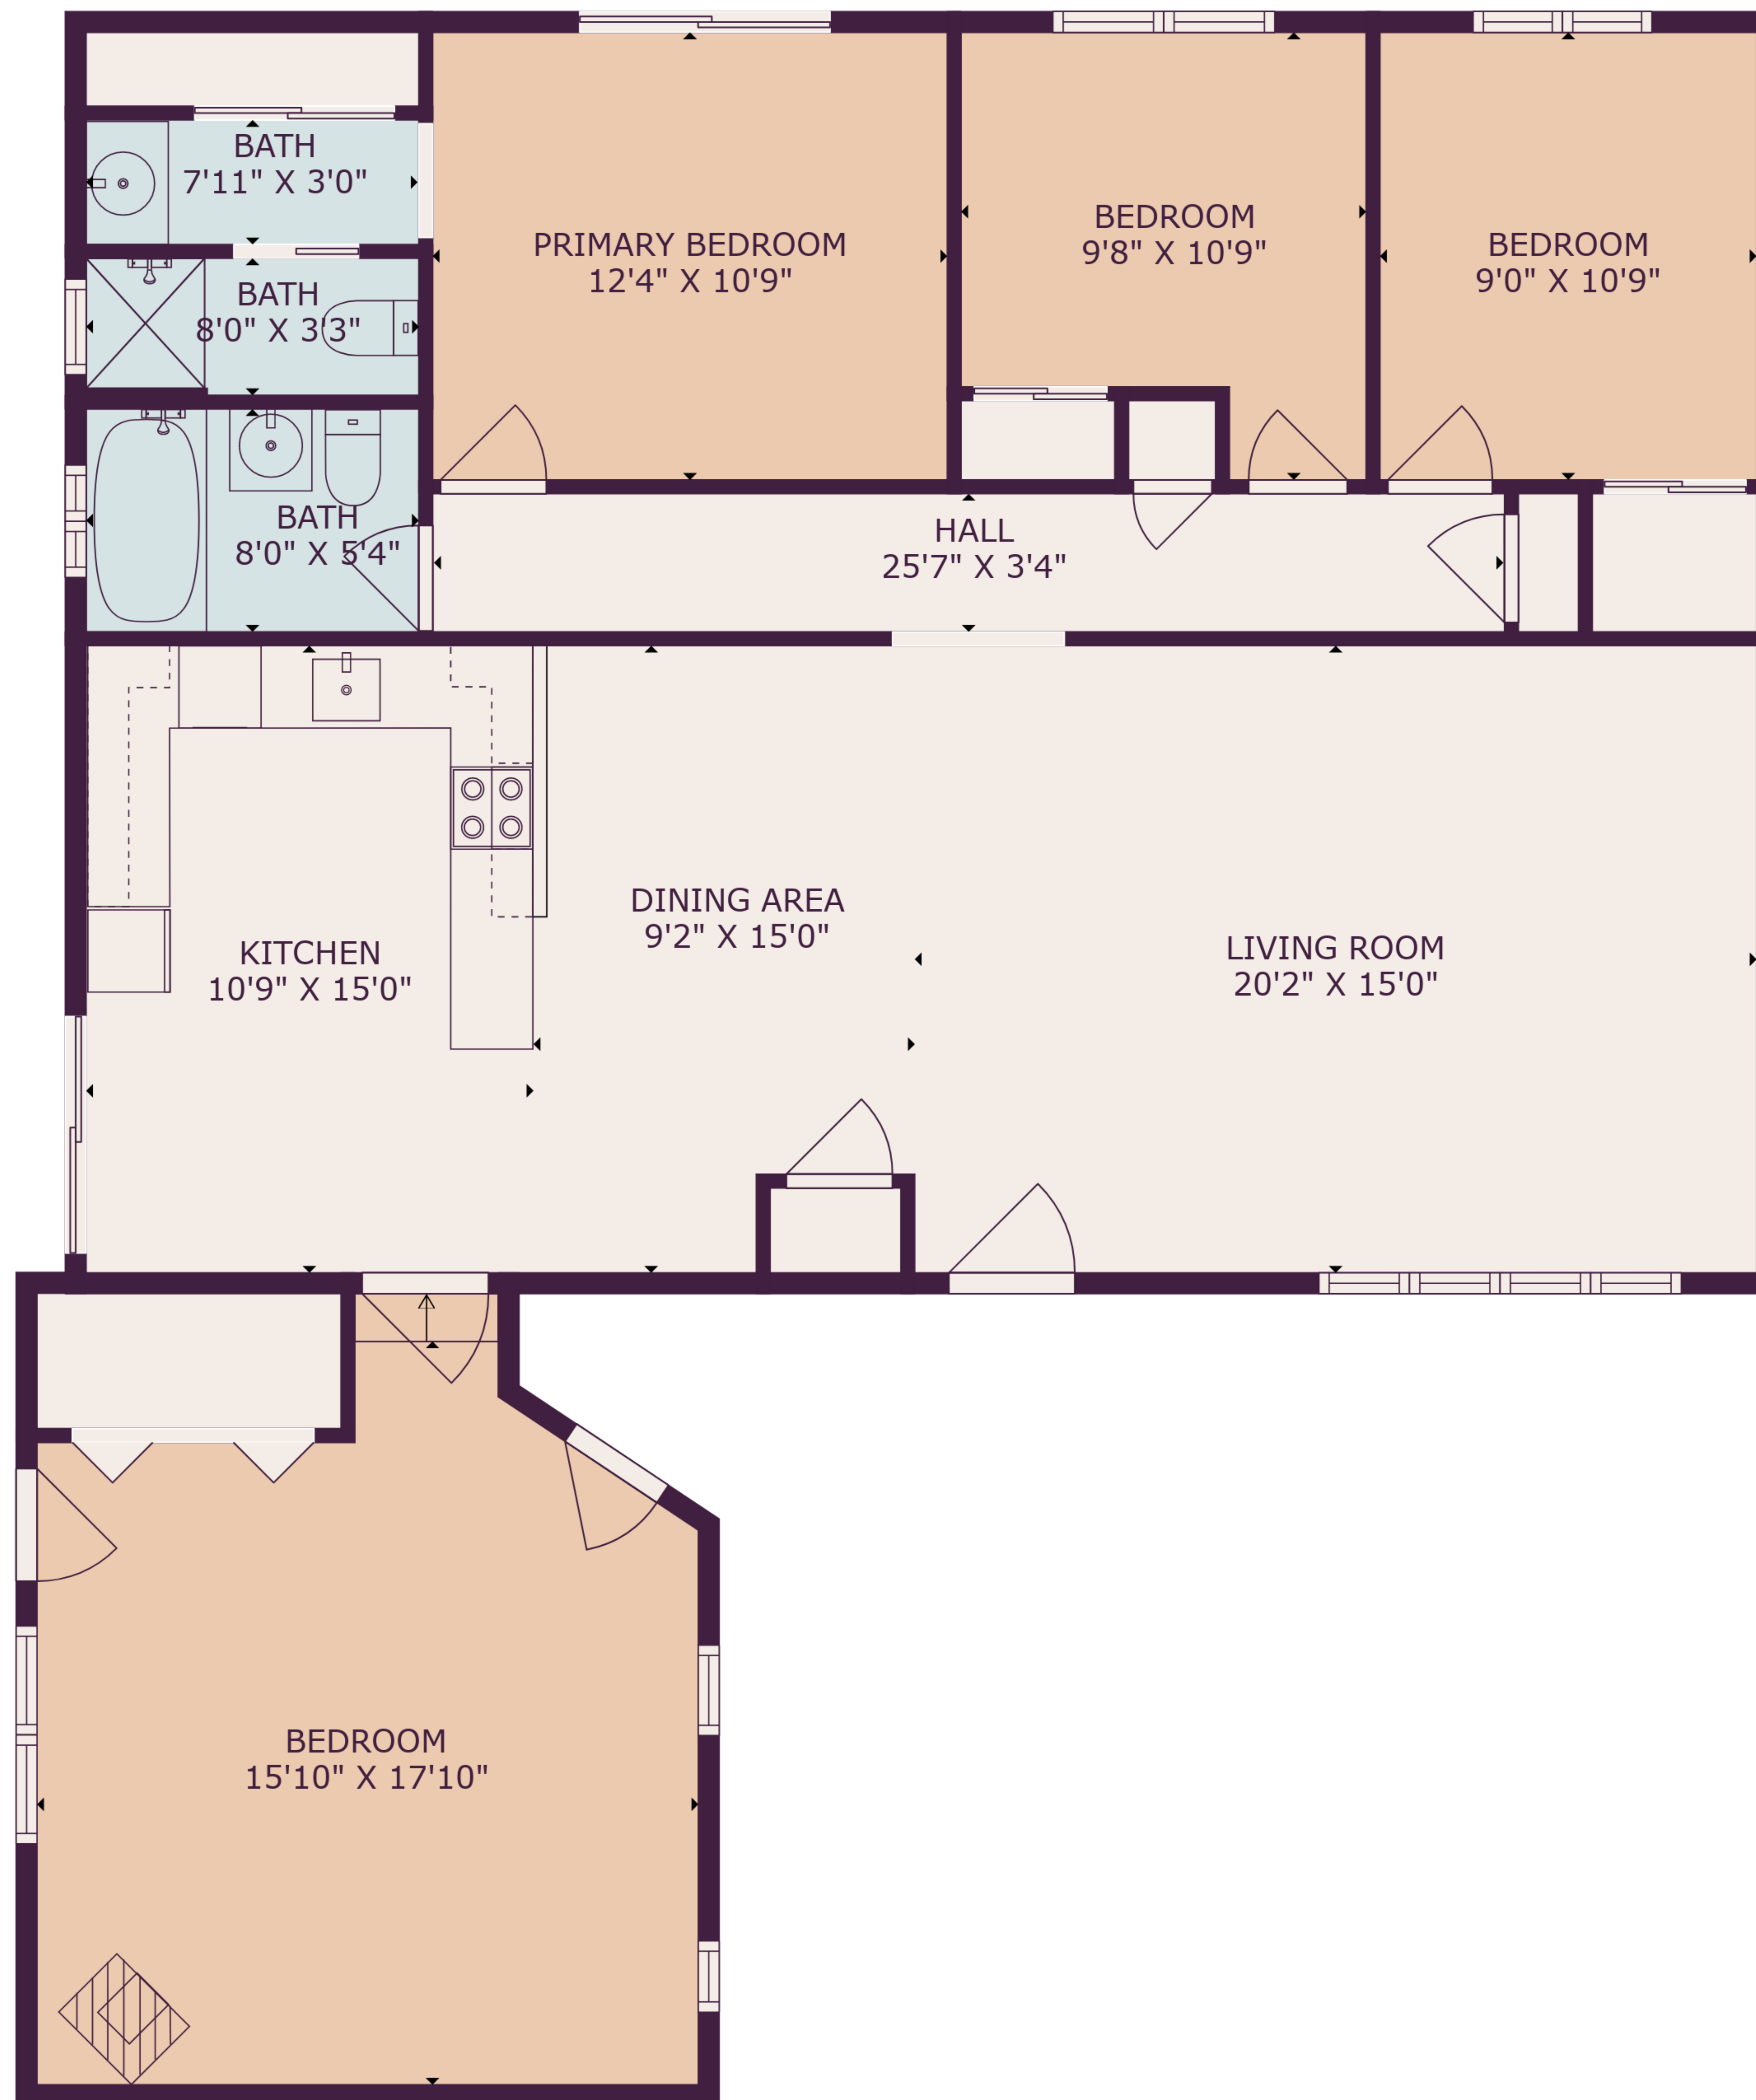 BATH
7'11" X 3'0"
PRIMARY BEDROOM
12'4" X 10'9"
BEDROOM
9'8" X 10'9"
BEDROOM
9'0" X 10'9"
BATH
8'0" X 3'3"
BATH
8'0" X 5'4"
HALL
25'7" X 3'4"
KITCHEN
10'9" X 15'0"
DINING AREA
9'2" X 15'0"
LIVING ROOM
20'2" X 15'0"
BEDROOM
15'10" X 17'10"